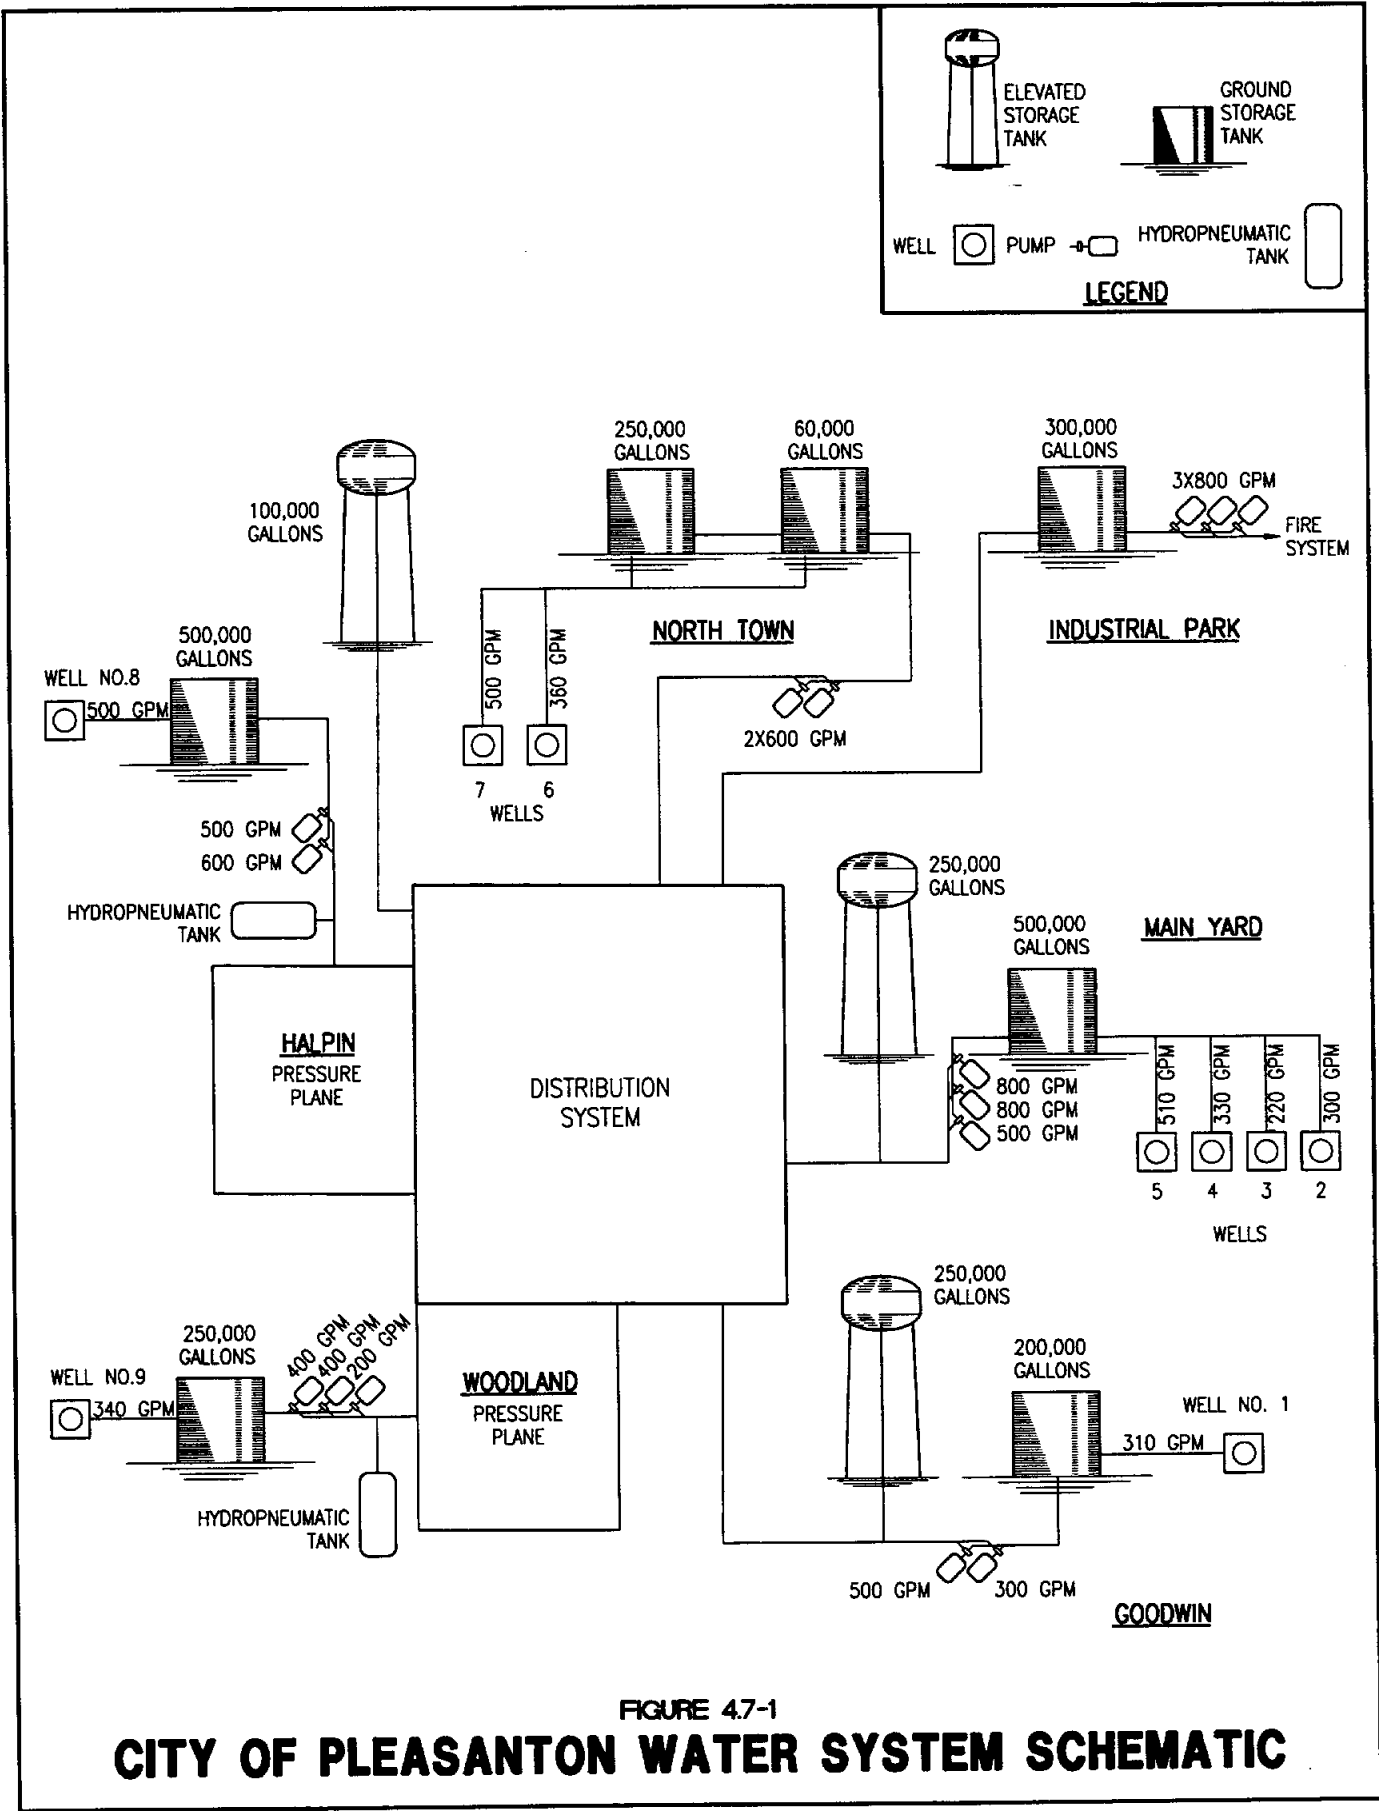 ELEVATED
STORAGE
TANK
GROUND
STORAGE
TANK
WELL
PUMP
HYDROPNEUMATIC
TANK
LEGEND
250,000
GALLONS
60,000
GALLONS
300,000
GALLONS
3X800 GPM
FIRE
SYSTEM
100,000
GALLONS
NORTH TOWN
INDUSTRIAL PARK
500,000
GALLONS
WELL NO.8
500 GPM
500 GPM
360 GPM
2X600 GPM
7
6
WELLS
500 GPM
600 GPM
HYDROPNEUMATIC
TANK
250,000
GALLONS
500,000
GALLONS
MAIN YARD
HALPIN
PRESSURE
PLANE
DISTRIBUTION
SYSTEM
800 GPM
800 GPM
500 GPM
510 GPM
330 GPM
220 GPM
300 GPM
5
4
3
2
WELLS
250,000
GALLONS
250,000
GALLONS
400 GPM
400 GPM
200 GPM
WELL NO.9
340 GPM
WOODLAND
PRESSURE
PLANE
200,000
GALLONS
WELL NO. 1
310 GPM
HYDROPNEUMATIC
TANK
500 GPM
300 GPM
GOODWIN
FIGURE 4.7-1
CITY OF PLEASANTON WATER SYSTEM SCHEMATIC